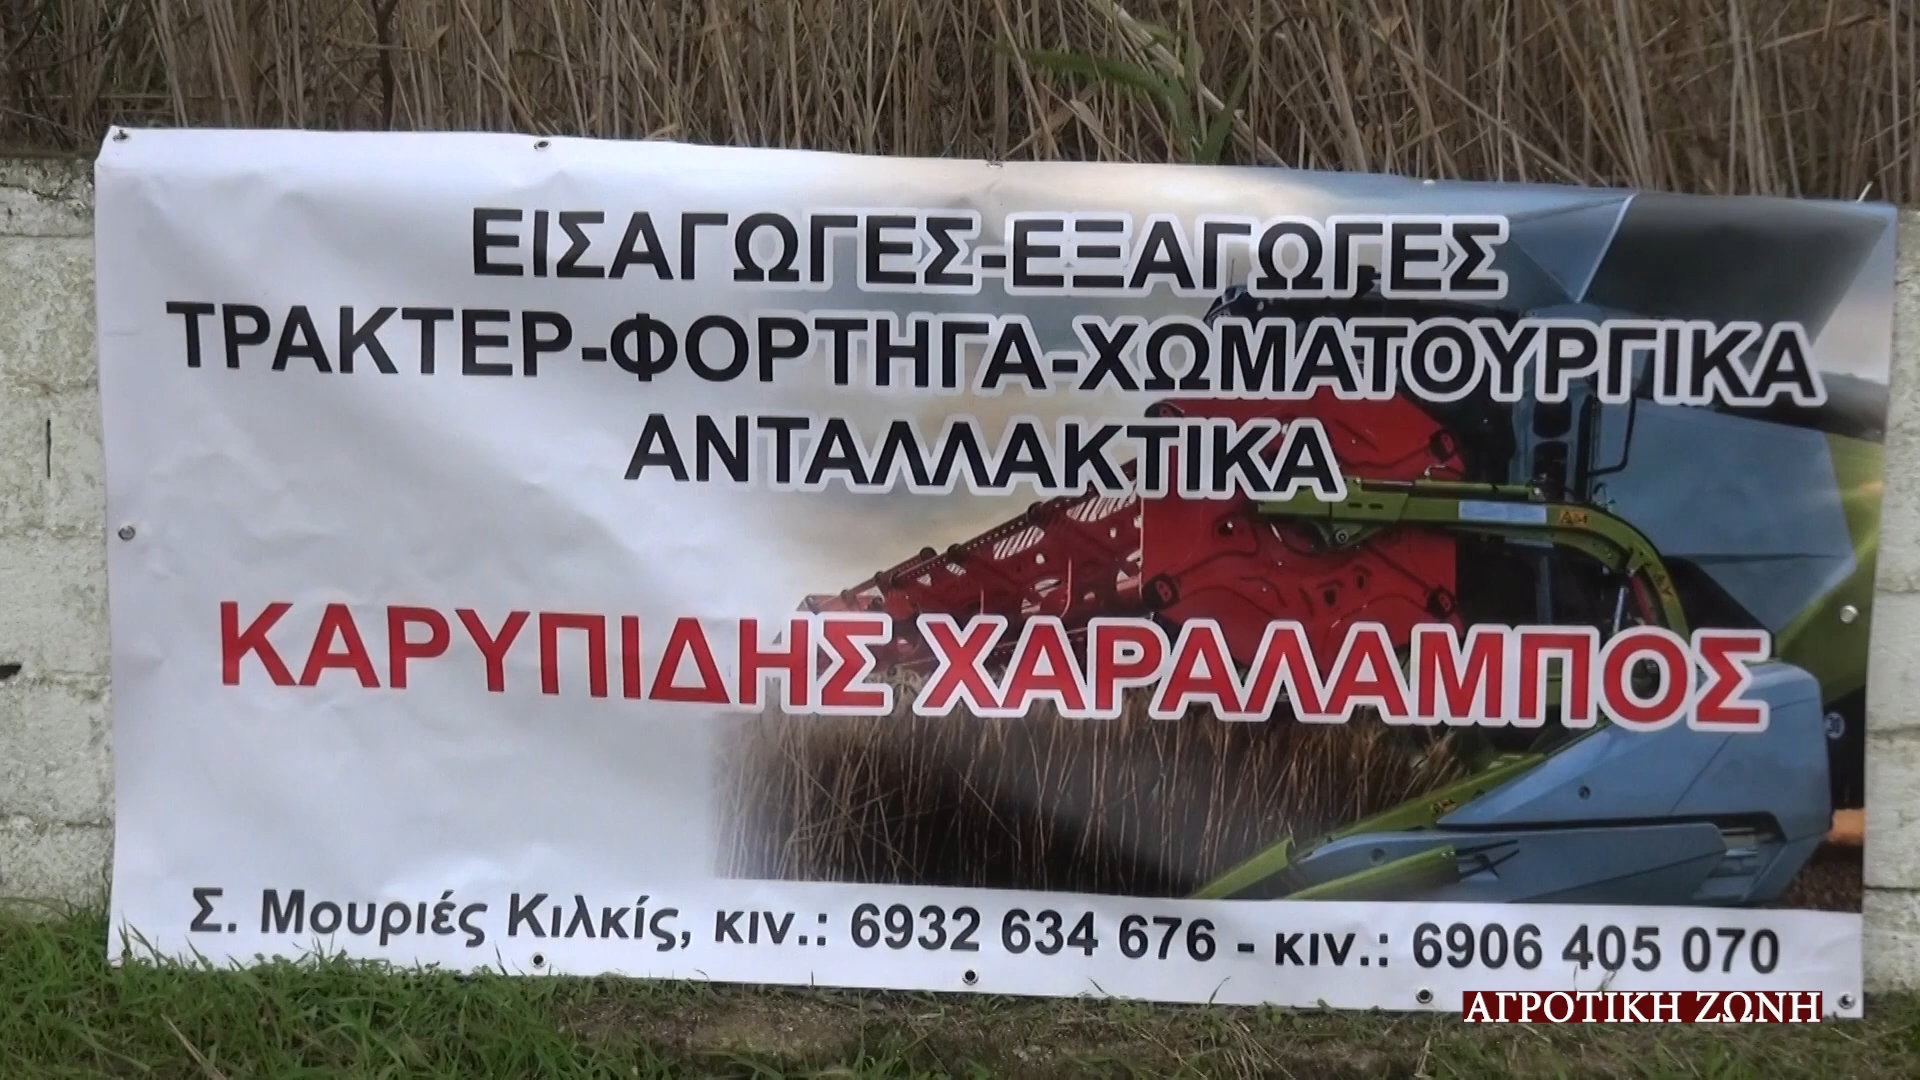 ΕΙΣΑΓΩΓΕΣ-ΕΞΑΓΩΓΕΣ
ΤΡΑΚΤΕΡ-ΦΟΡΤΗΓΑ-ΧΩΜΑΤΟΥΡΓΙΚΑ
ΑΝΤΑΛΛΑΚΤΙΚΑ
ΚΑΡΥΠΙΔΗΣ ΧΑΡΑΛΑΜΠΟΣ
Σ. Μουριές Κιλκίς, κιν.: 6932 634 676 - κιν.: 6906 405 070
ΑΓΡΟΤΙΚΗ ΖΩΝΗ